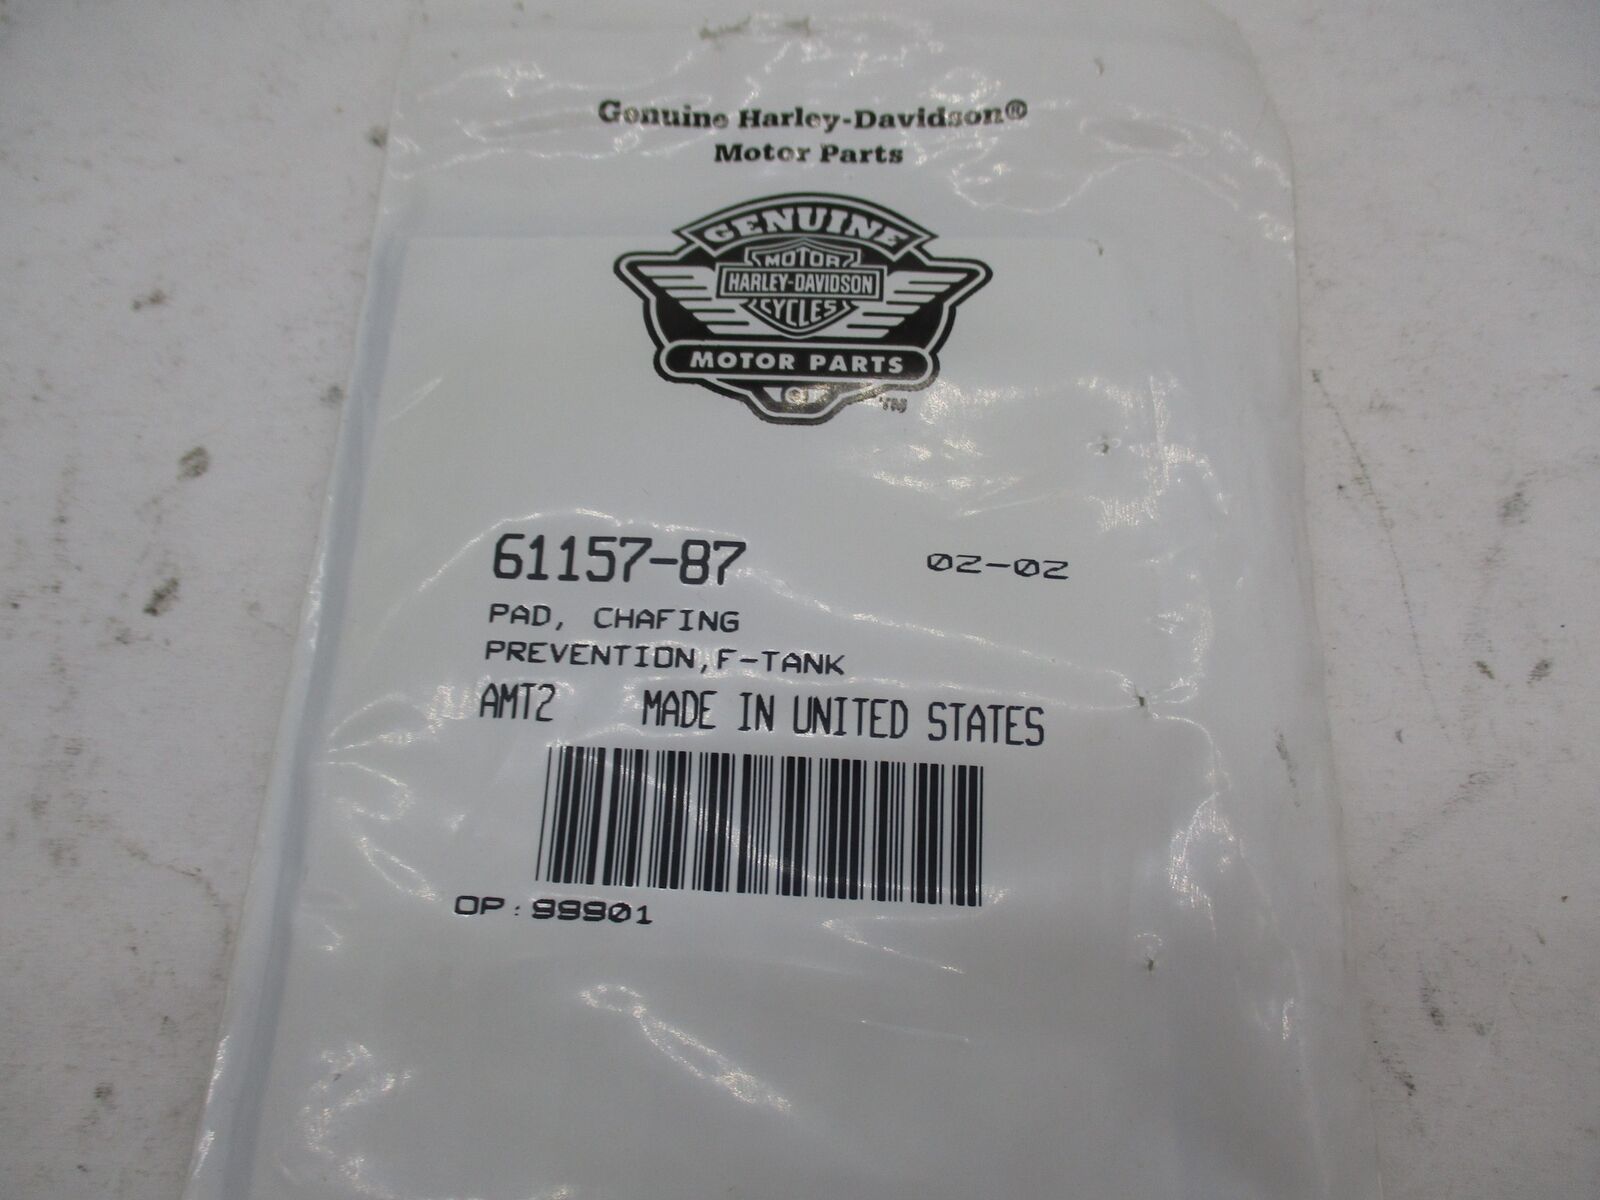 Genuine Harley-Davidson®
Motor Parts
GENUINE
MOTOR
HARLEY-DAVIDSON
CYCLES
MOTOR PARTS
TM
61157-87 02-02
PAD, CHAFING
PREVENTION,F-TANK
AMT2 MADE IN UNITED STATES
OP:99901